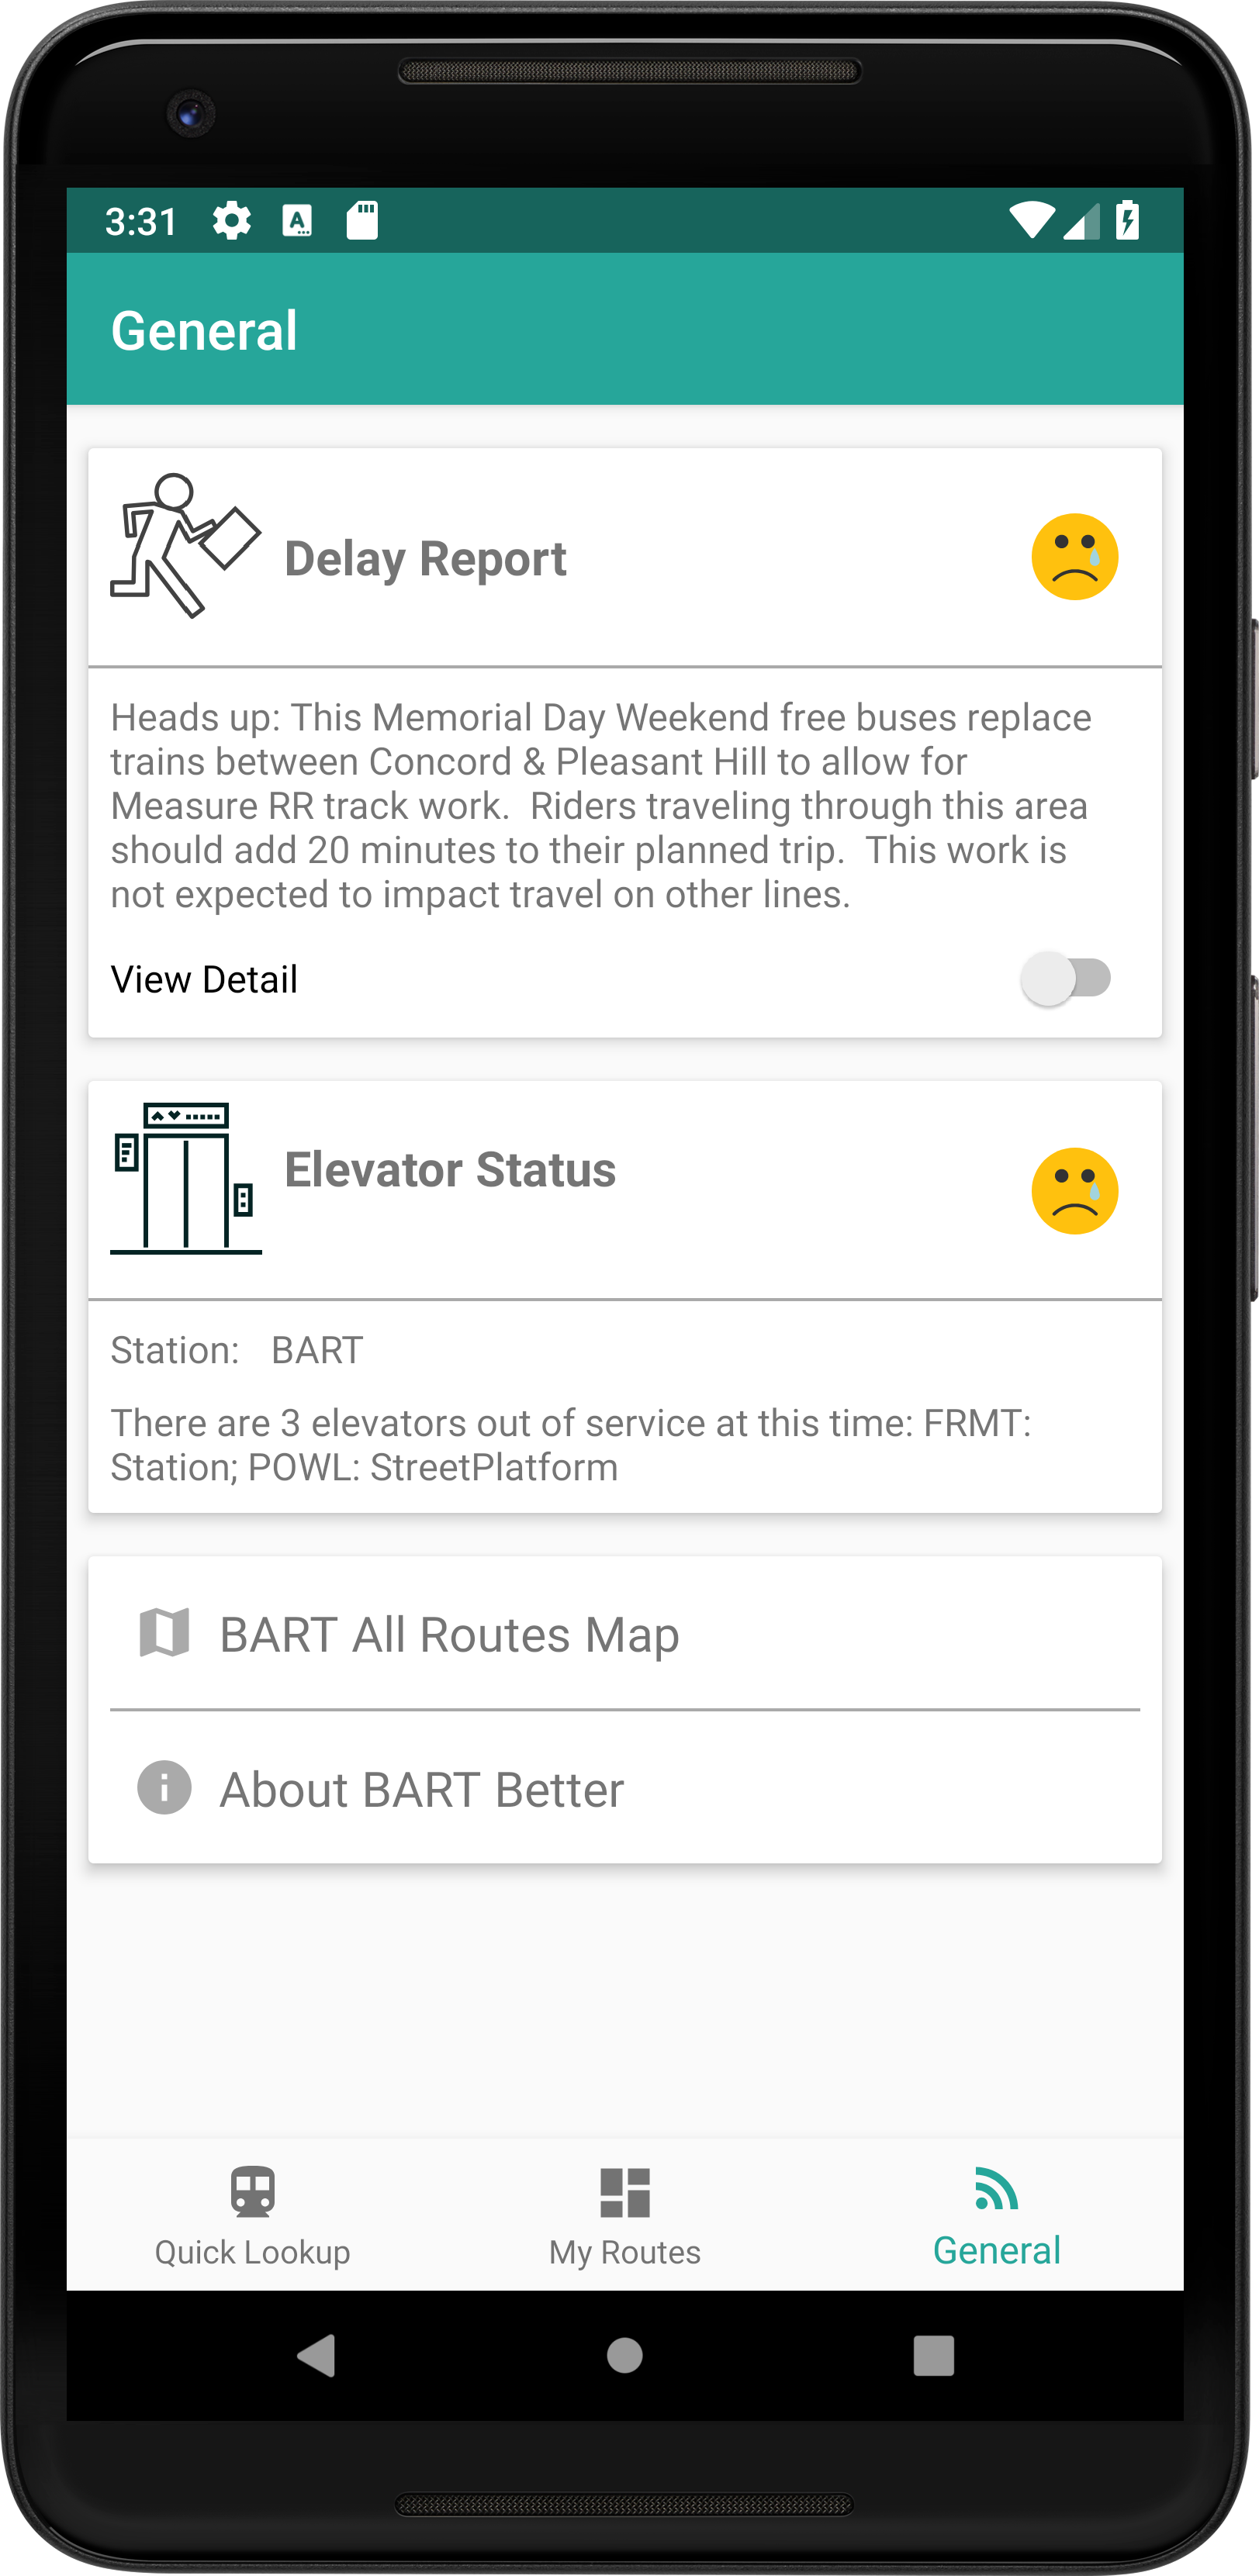 3:31
General
Delay Report
Heads up: This Memorial Day Weekend free buses replace
trains between Concord & Pleasant Hill to allow for
Measure RR track work.  Riders traveling through this area
should add 20 minutes to their planned trip.  This work is
not expected to impact travel on other lines.
View Detail
Elevator Status
Station:   BART
There are 3 elevators out of service at this time: FRMT:
Station; POWL: StreetPlatform
BART All Routes Map
About BART Better
Quick Lookup
My Routes
General